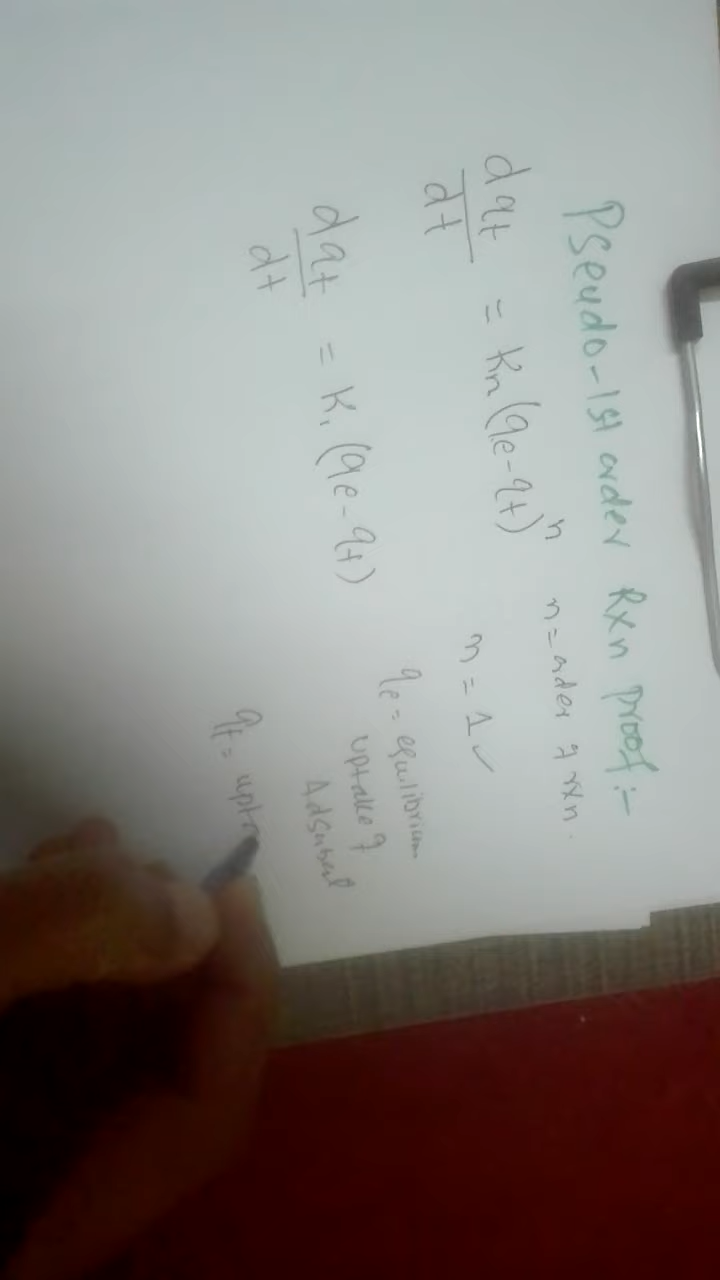 Pseudo-1st order Rxn proof:-
dqt/dt = Kn(qe-qt)^n n = order of rxn.
n = 1 ✓
dqt/dt = K1(qe-qt)
qe = equilibrium
uptake of
Adsorbent
qt = upta